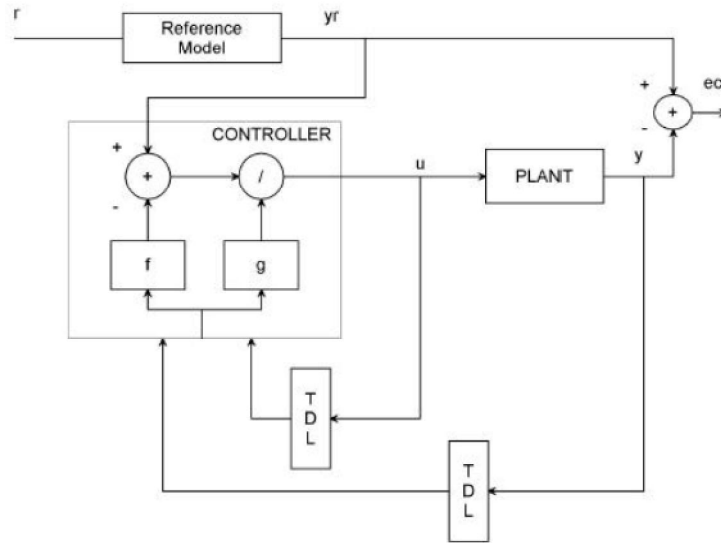 r
Reference
Model
yr
+
-
+
ec
CONTROLLER
+
-
+
/
u
PLANT
y
f
g
T
D
L
T
D
L